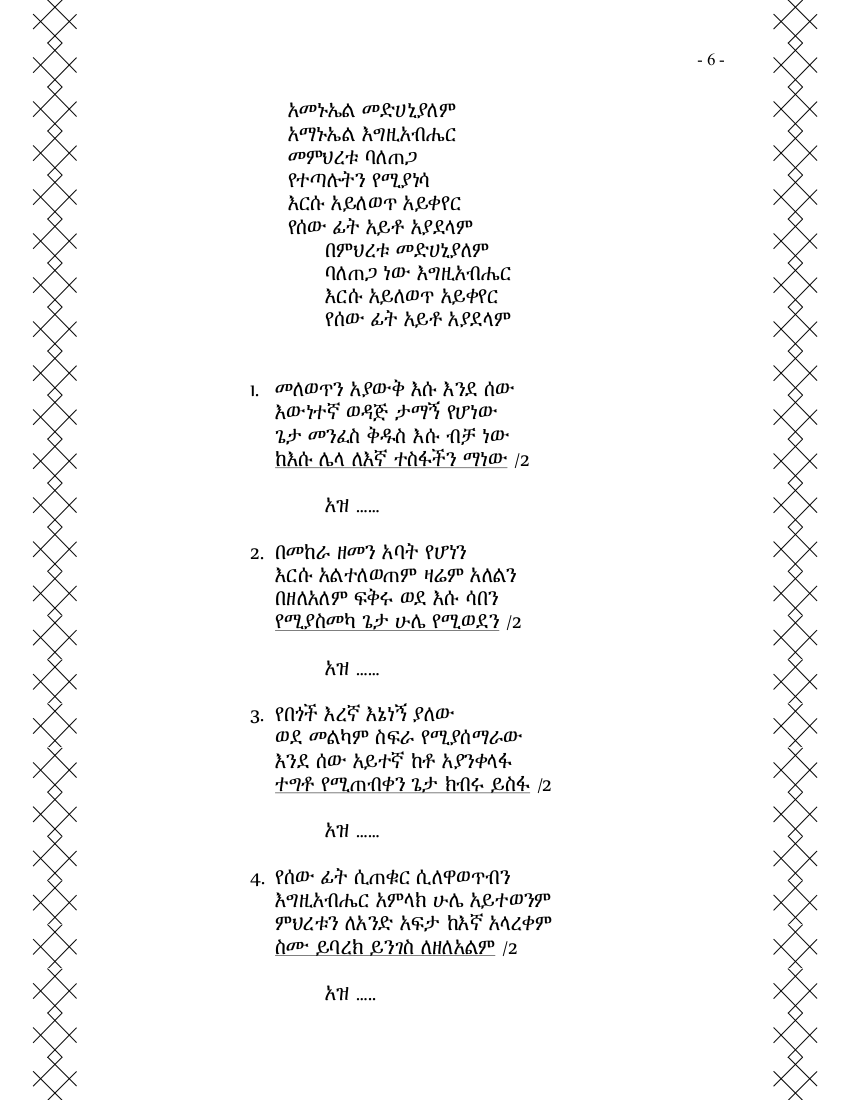 - 6 -
አመኑኤል መድሀኒያለም
አማኑኤል እግዚአብሔር
መምህረቱ ባለጠጋ
የተጣሉትን የሚያነሳ
እርሱ አይለወጥ አይቀየር
የሰው ፊት አይቶ አያደላም
በምህረቱ መድሀኒያለም
ባለጠጋ ነው እግዚአብሔር
እርሱ አይለወጥ አይቀየር
የሰው ፊት አይቶ አያደላም
1. መለወጥን አያውቅ እሱ እንደ ሰው
እውነተኛ ወዳጅ ታማኝ የሆነው
ጌታ መንፈስ ቅዱስ እሱ ብቻ ነው
ከእሱ ሌላ ለእኛ ተስፋችን ማነው /2
አዝ ......
2. በመከራ ዘመን አባት የሆነን
እርሱ አልተለወጠም ዛሬም አለልን
በዘለአለም ፍቅሩ ወደ እሱ ሳበን
የሚያስመካ ጌታ ሁሌ የሚወደን /2
አዝ ......
3. የበጎች እረኛ እኔነኝ ያለው
ወደ መልካም ስፍራ የሚያሰማራው
እንደ ሰው አይተኛ ከቶ አያንቀላፋ
ተግቶ የሚጠብቀን ጌታ ክብሩ ይስፋ /2
አዝ ......
4. የሰው ፊት ሲጠቁር ሲለዋወጥብን
እግዚአብሔር አምላክ ሁሌ አይተወንም
ምህረቱን ለአንድ አፍታ ከእኛ አላረቀም
ስሙ ይባረክ ይንገስ ለዘለአልም /2
አዝ .....